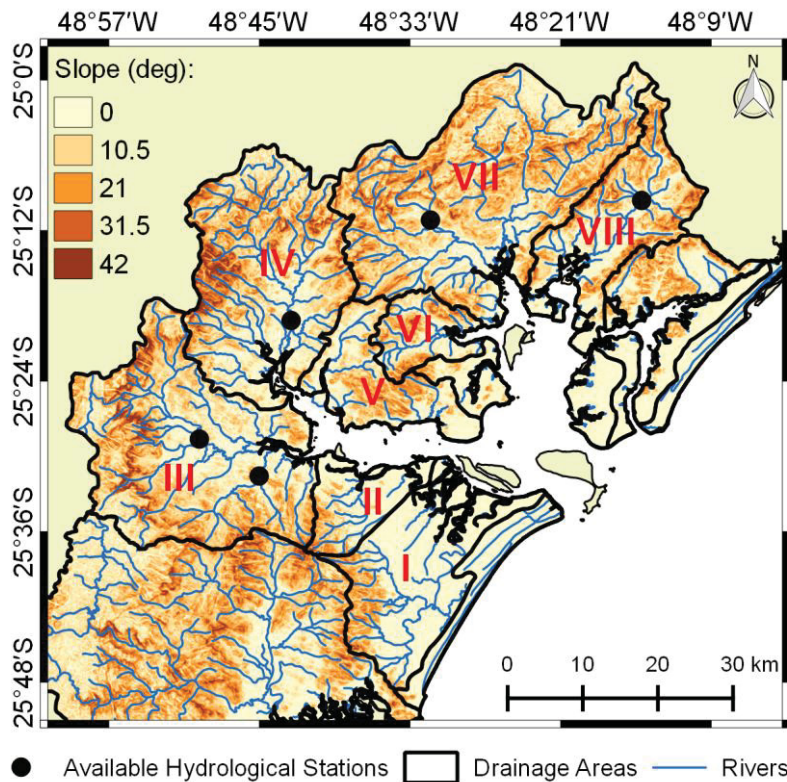 48°57'W 48°45'W 48°33'W 48°21'W 48°9'W
25°0'S
25°12'S
25°24'S
25°36'S
25°48'S
Slope (deg):
0
10.5
21
31.5
42
N
VII
VIII
IV
VI
V
III
II
I
0 10 20 30 km
Available Hydrological Stations Drainage Areas Rivers